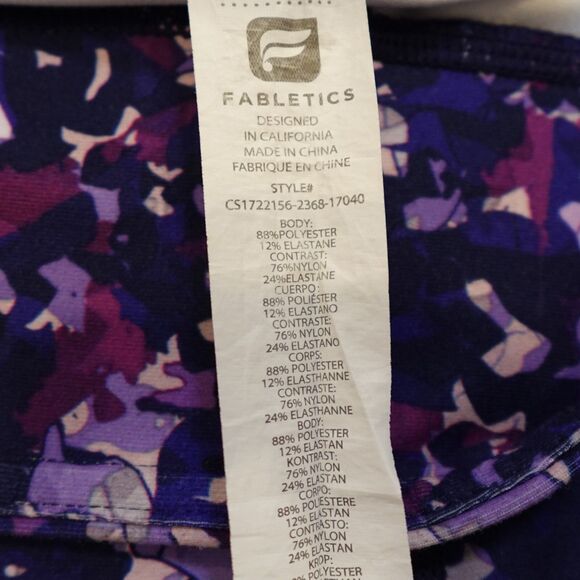 FABLETICS
DESIGNED
IN CALIFORNIA
MADE IN CHINA
FABRIQUE EN CHINE
STYLE#
CS1722156-2368-17040
BODY:
88%POLYESTER
12% ELASTANE
CONTRAST:
76%NYLON
24%ELASTANE
CUERPO:
88% POLIÉSTER
12% ELASTANO
CONTRASTE:
76% NYLON
24% ELASTANO
CORPS:
88% POLYESTER
12% ELASTHANNE
CONTRASTE:
76% NYLON
24% ELASTHANNE
BODY:
88% POLYESTER
12% ELASTAN
KONTRAST:
76% NYLON
24% ELASTAN
CORPO:
88% POLIESTERE
12% ELASTAN
CONTRASTO:
76% NYLON
24% ELASTAN
KROP:
POLYESTER